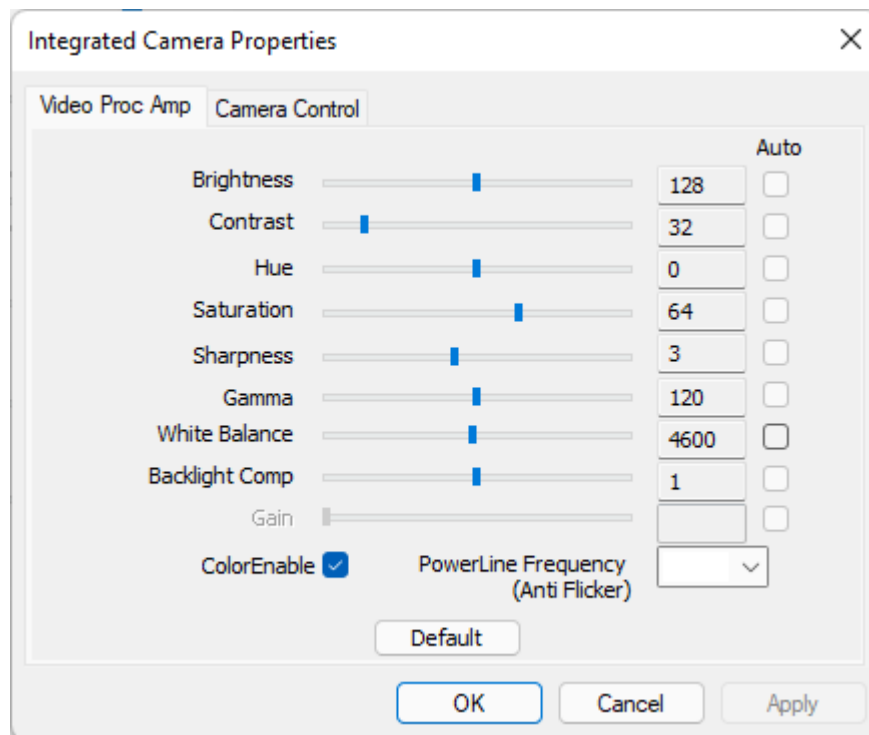 Integrated Camera Properties
Video Proc Amp Camera Control
Auto
Brightness 128
Contrast 32
Hue 0
Saturation 64
Sharpness 3
Gamma 120
White Balance 4600
Backlight Comp 1
Gain
ColorEnable PowerLine Frequency
(Anti Flicker)
Default
OK Cancel Apply